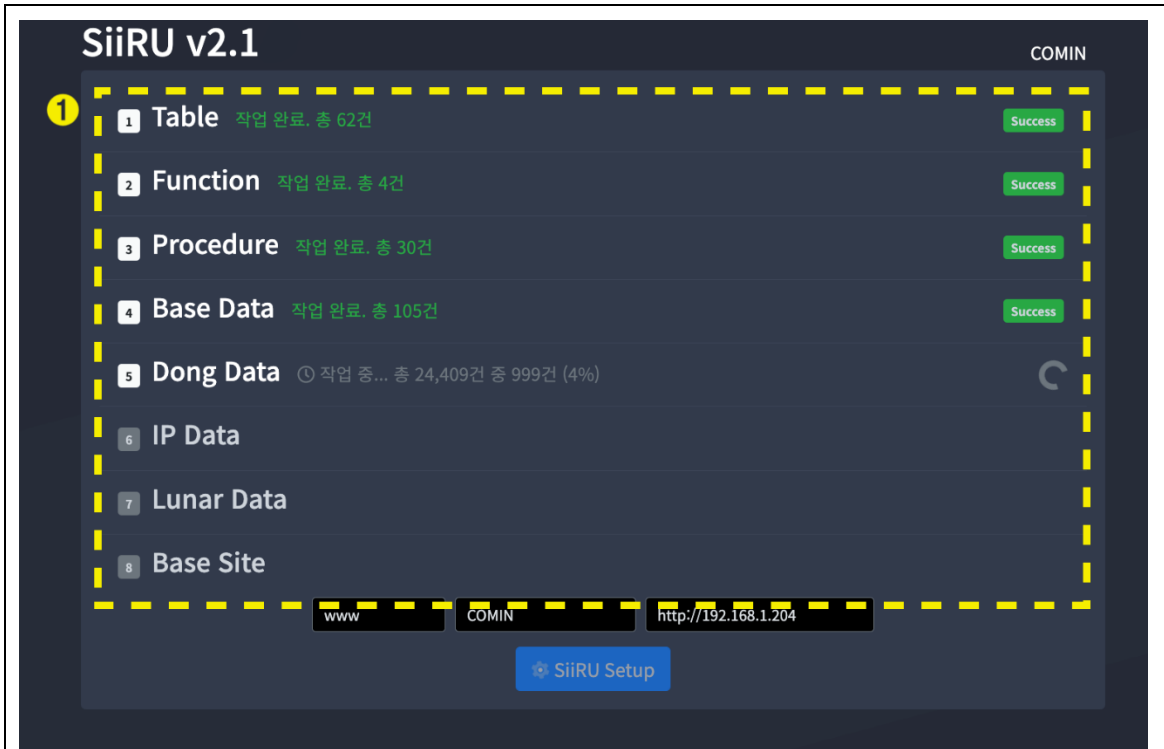 SiiRU v2.1
COMIN
1
1 Table 작업 완료. 총 62건 Success
2 Function 작업 완료. 총 4건 Success
3 Procedure 작업 완료. 총 30건 Success
4 Base Data 작업 완료. 총 105건 Success
5 Dong Data 작업 중... 총 24,409건 중 999건 (4%)
6 IP Data
7 Lunar Data
8 Base Site
www COMIN http://192.168.1.204
SiiRU Setup